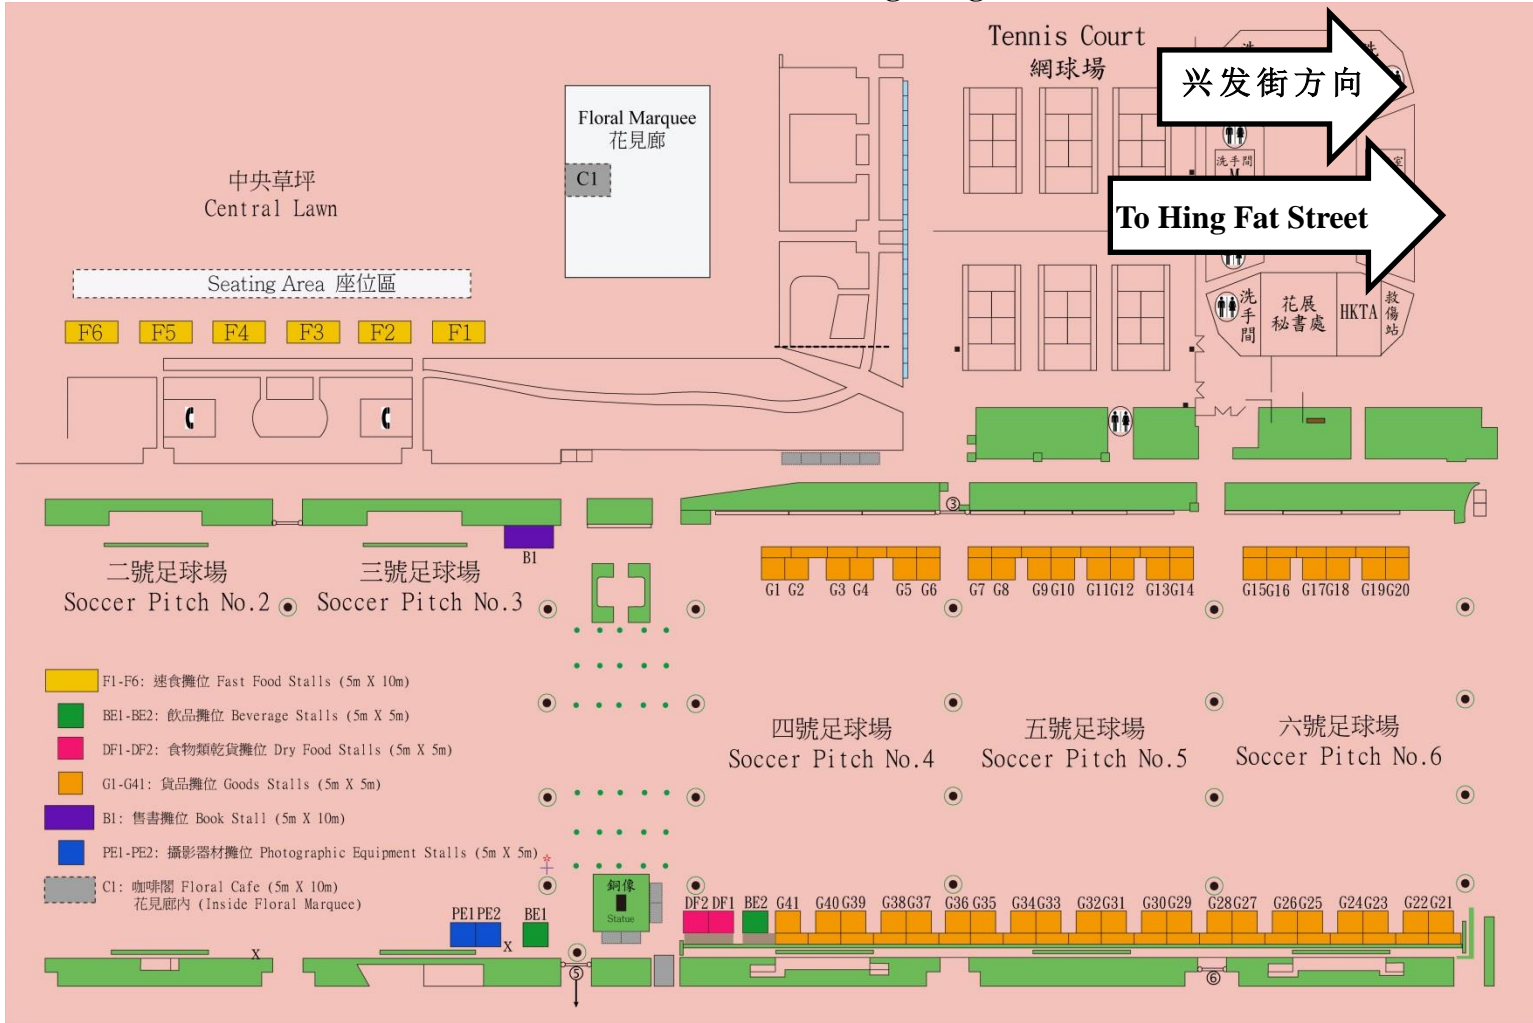 Tennis Court
網球場
兴发街方向
To Hing Fat Street
洗手間
Floral Marquee
花見廊
C1
中央草坪
Central Lawn
Seating Area 座位區
F6 F5 F4 F3 F2 F1
洗手間
花展
秘書處
HKTA
救傷站
③
B1
二號足球場
Soccer Pitch No.2
三號足球場
Soccer Pitch No.3
G1 G2 G3 G4 G5 G6 G7 G8 G9 G10 G11 G12 G13 G14 G15 G16 G17 G18 G19 G20
F1-F6: 速食攤位 Fast Food Stalls (5m X 10m)
BE1-BE2: 飲品攤位 Beverage Stalls (5m X 5m)
DF1-DF2: 食物類乾貨攤位 Dry Food Stalls (5m X 5m)
G1-G41: 貨品攤位 Goods Stalls (5m X 5m)
B1: 售書攤位 Book Stall (5m X 10m)
PE1-PE2: 攝影器材攤位 Photographic Equipment Stalls (5m X 5m)
C1: 咖啡閣 Floral Cafe (5m X 10m)
花見廊內 (Inside Floral Marquee)
四號足球場
Soccer Pitch No.4
五號足球場
Soccer Pitch No.5
六號足球場
Soccer Pitch No.6
銅像
Statue
PE1 PE2 X BE1
DF2 DF1 BE2 G41 G40 G39 G38 G37 G36 G35 G34 G33 G32 G31 G30 G29 G28 G27 G26 G25 G24 G23 G22 G21
X
⑤
⑥